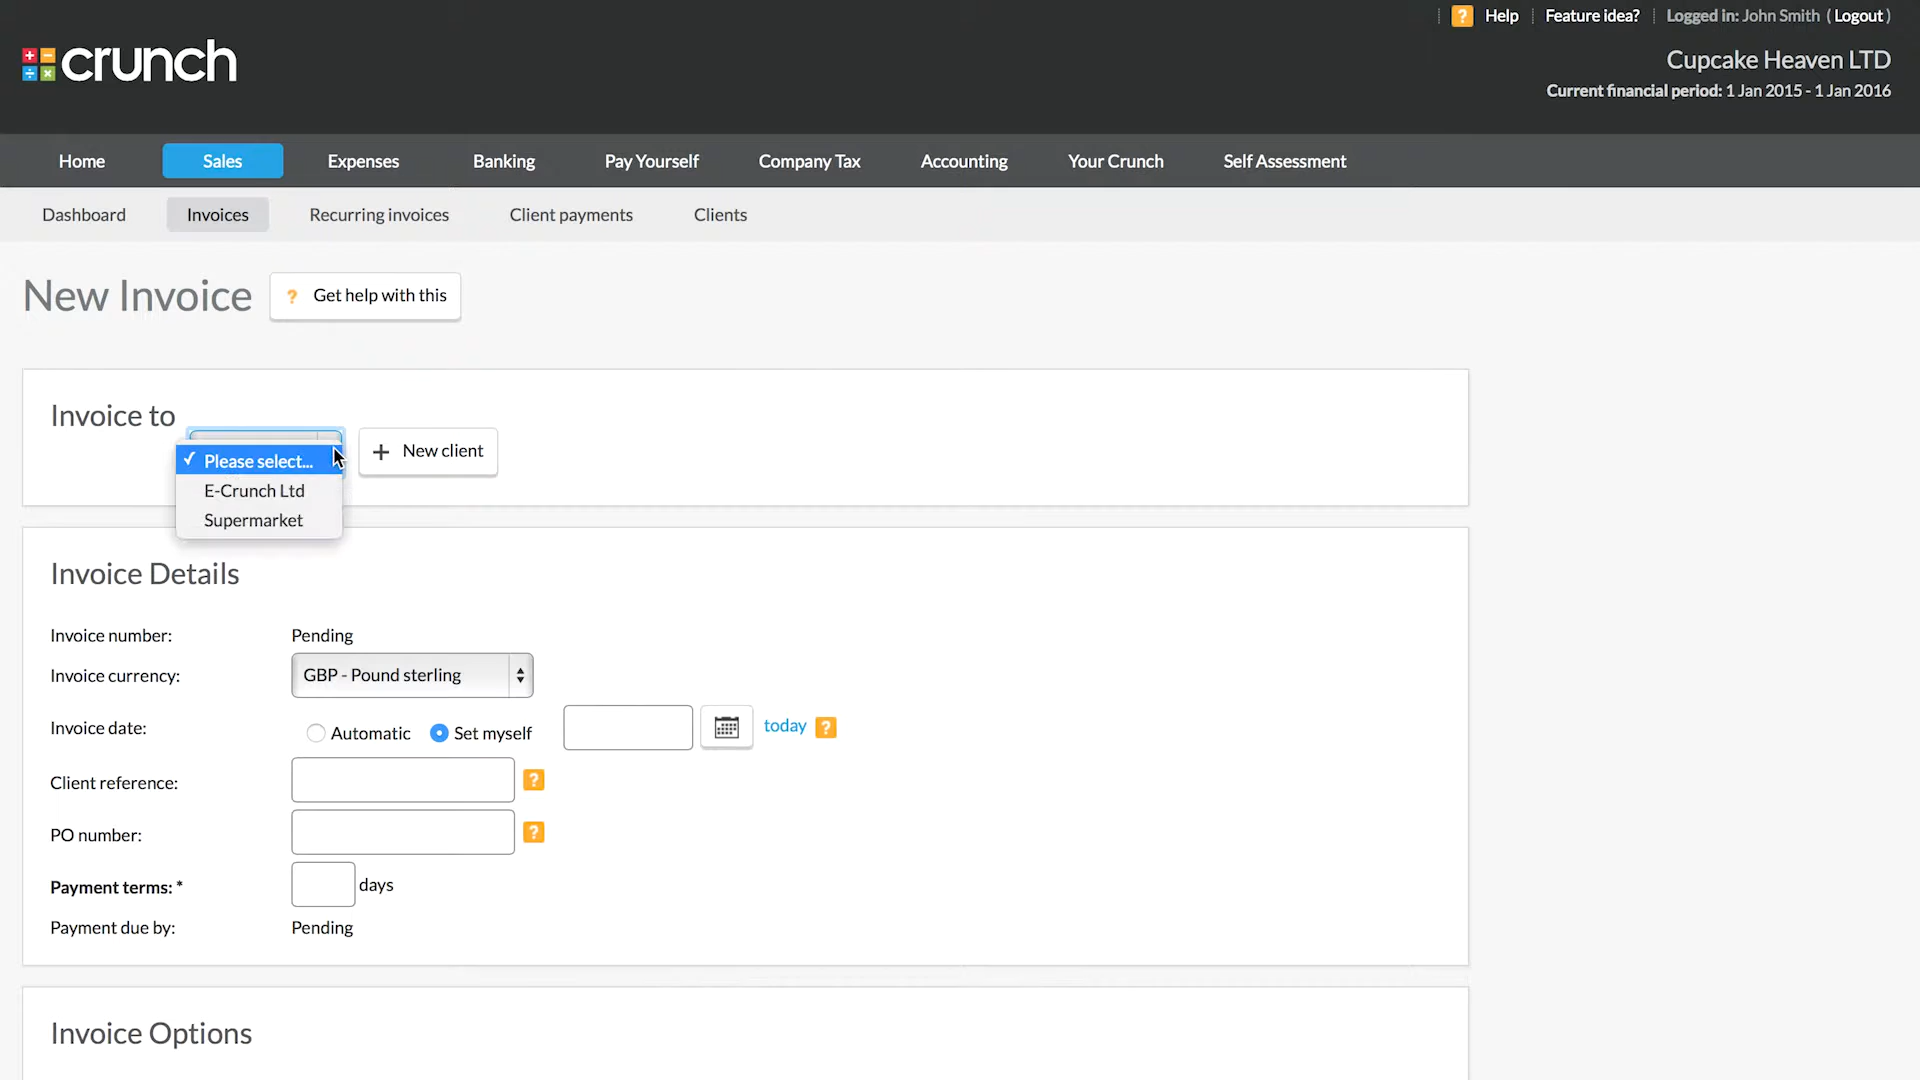 ? Help Feature idea? Logged in: John Smith ( Logout )
crunch
Cupcake Heaven LTD
Current financial period: 1 Jan 2015 - 1 Jan 2016
Home Sales Expenses Banking Pay Yourself Company Tax Accounting Your Crunch Self Assessment
Dashboard Invoices Recurring invoices Client payments Clients
New Invoice ? Get help with this
Invoice to
✓ Please select... + New client
E-Crunch Ltd
Supermarket
Invoice Details
Invoice number: Pending
Invoice currency: GBP - Pound sterling
Invoice date: Automatic Set myself today ?
Client reference: ?
PO number: ?
Payment terms: * days
Payment due by: Pending
Invoice Options